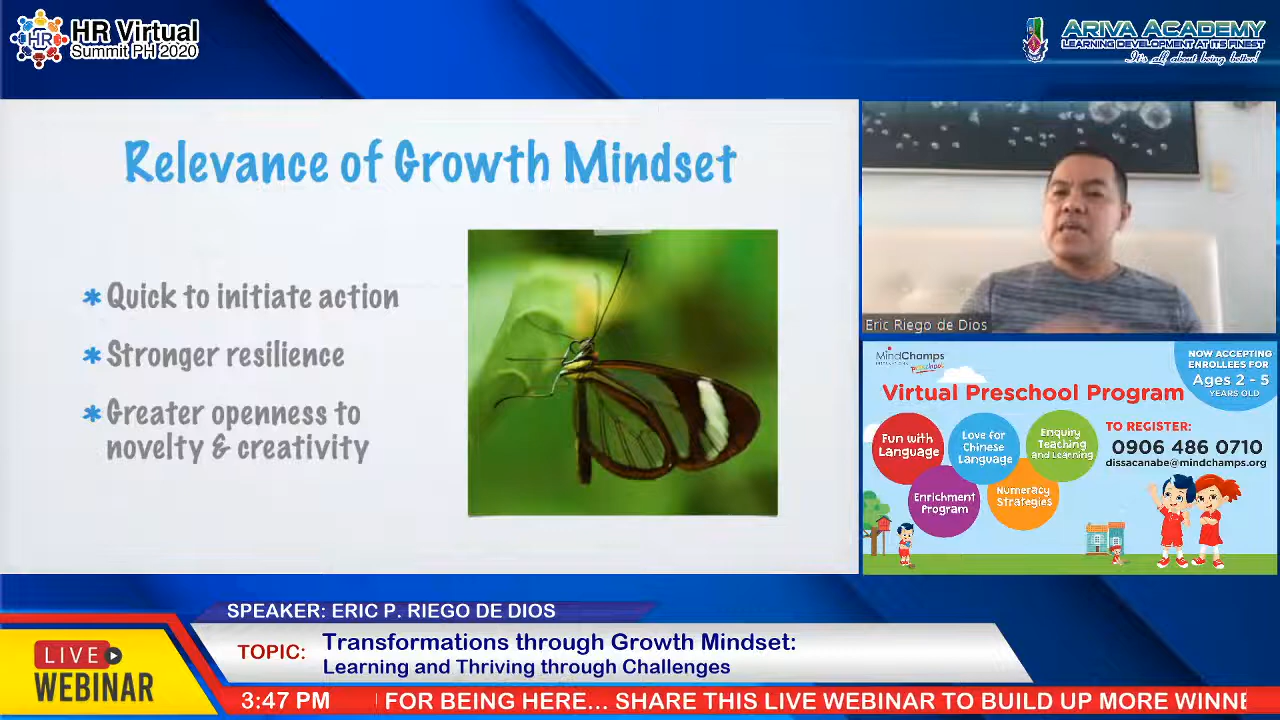 HR Virtual
Summit PH 2020
HR
ARIVA ACADEMY
LEARNING DEVELOPMENT AT ITS FINEST
It's all about being better!
Relevance of Growth Mindset
* Quick to initiate action
* Stronger resilience
* Greater openness to
novelty & creativity
Eric Riego de Dios
MindChamps
PRESCHOOL
NOW ACCEPTING
ENROLLEES FOR
Ages 2 - 5
YEARS OLD
Virtual Preschool Program
Fun with
Language
Love for
Chinese
Language
Enquiry
Teaching
and Learning
Enrichment
Program
Numeracy
Strategies
TO REGISTER:
0906 486 0710
dissacanabe@mindchamps.org
SPEAKER: ERIC P. RIEGO DE DIOS
TOPIC:
Transformations through Growth Mindset:
Learning and Thriving through Challenges
LIVE
WEBINAR
3:47 PM
FOR BEING HERE... SHARE THIS LIVE WEBINAR TO BUILD UP MORE WINNE